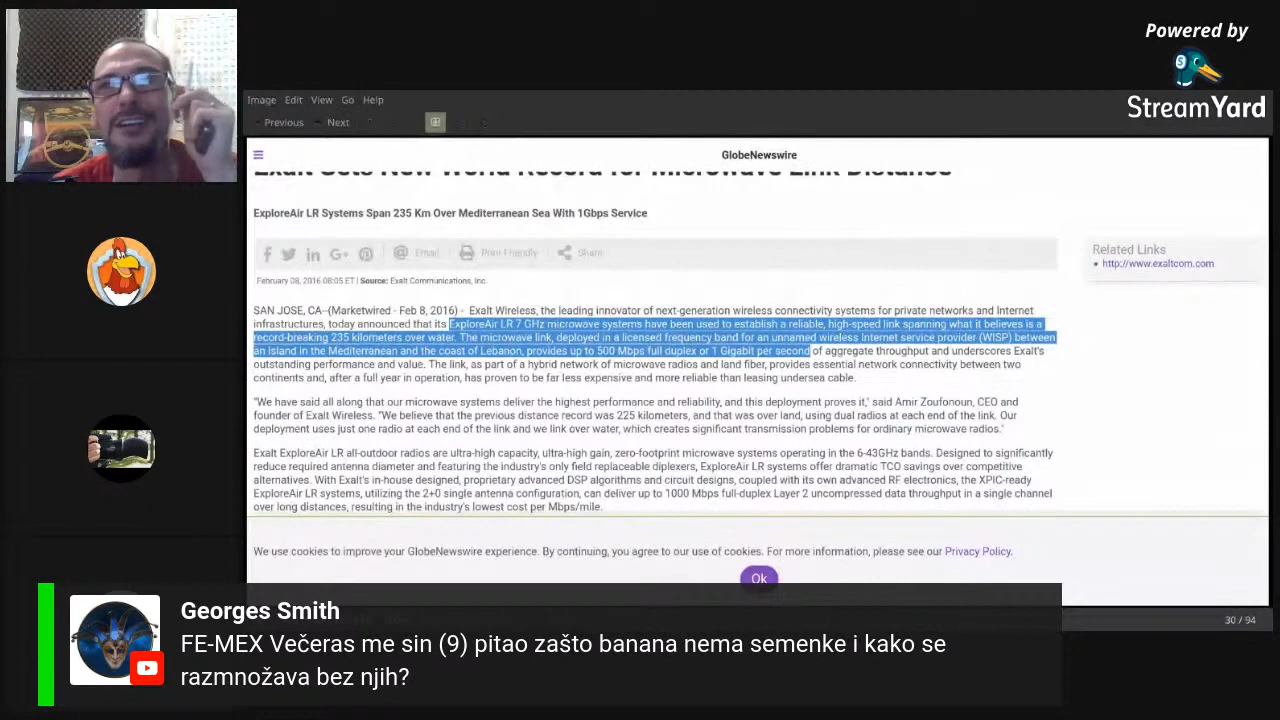 Powered by
StreamYard
Image Edit View Go Help
Previous Next
GlobeNewswire
Exalt Sets New World Record for Microwave Link Distance
ExploreAir LR Systems Span 235 Km Over Mediterranean Sea With 1Gbps Service
Email Print Friendly Share
Related Links
http://www.exaltcom.com
February 08, 2016 08:05 ET | Source: Exalt Communications, Inc.
SAN JOSE, CA--(Marketwired - Feb 8, 2016) - Exalt Wireless, the leading innovator of next-generation wireless connectivity systems for private networks and Internet
infrastructures, today announced that its ExploreAir LR 7 GHz microwave systems have been used to establish a reliable, high-speed link spanning what it believes is a
record-breaking 235 kilometers over water. The microwave link, deployed in a licensed frequency band for an unnamed wireless Internet service provider (WISP) between
an island in the Mediterranean and the coast of Lebanon, provides up to 500 Mbps full duplex or 1 Gigabit per second of aggregate throughput and underscores Exalt's
outstanding performance and value. The link, as part of a hybrid network of microwave radios and land fiber, provides essential network connectivity between two
continents and, after a full year in operation, has proven to be far less expensive and more reliable than leasing undersea cable.
"We have said all along that our microwave systems deliver the highest performance and reliability, and this deployment proves it," said Amir Zoufonoun, CEO and
founder of Exalt Wireless. "We believe that the previous distance record was 225 kilometers, and that was over land, using dual radios at each end of the link. Our
deployment uses just one radio at each end of the link and we link over water, which creates significant transmission problems for ordinary microwave radios."
Exalt ExploreAir LR all-outdoor radios are ultra-high capacity, ultra-high gain, zero-footprint microwave systems operating in the 6-43GHz bands. Designed to significantly
reduce required antenna diameter and featuring the industry's only field replaceable diplexers, ExploreAir LR systems offer dramatic TCO savings over competitive
alternatives. With Exalt's in-house designed, proprietary advanced DSP algorithms and circuit designs, coupled with its own advanced RF electronics, the XPIC-ready
ExploreAir LR systems, utilizing the 2+0 single antenna configuration, can deliver up to 1000 Mbps full-duplex Layer 2 uncompressed data throughput in a single channel
over long distances, resulting in the industry's lowest cost per Mbps/mile.
We use cookies to improve your GlobeNewswire experience. By continuing, you agree to our use of cookies. For more information, please see our Privacy Policy.
Ok
30 / 94
Georges Smith
FE-MEX Večeras me sin (9) pitao zašto banana nema semenke i kako se
razmnožava bez njih?